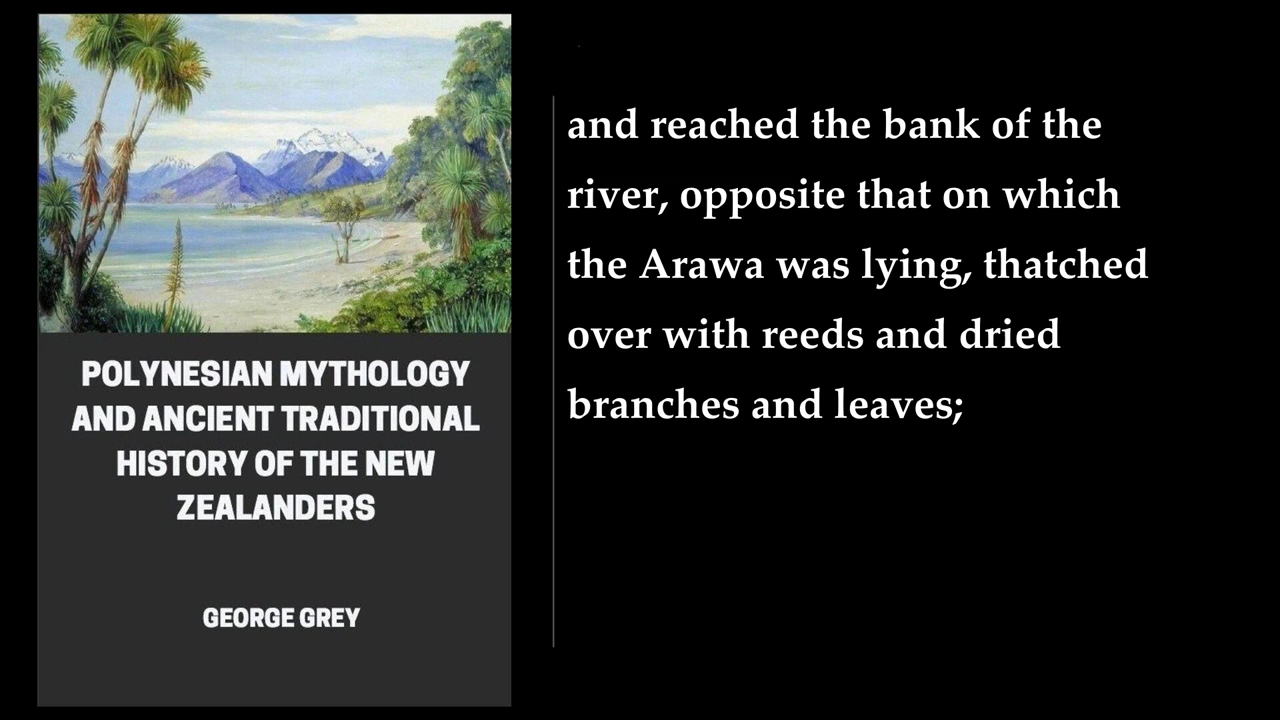 POLYNESIAN MYTHOLOGY
AND ANCIENT TRADITIONAL
HISTORY OF THE NEW
ZEALANDERS
GEORGE GREY
and reached the bank of the
river, opposite that on which
the Arawa was lying, thatched
over with reeds and dried
branches and leaves;